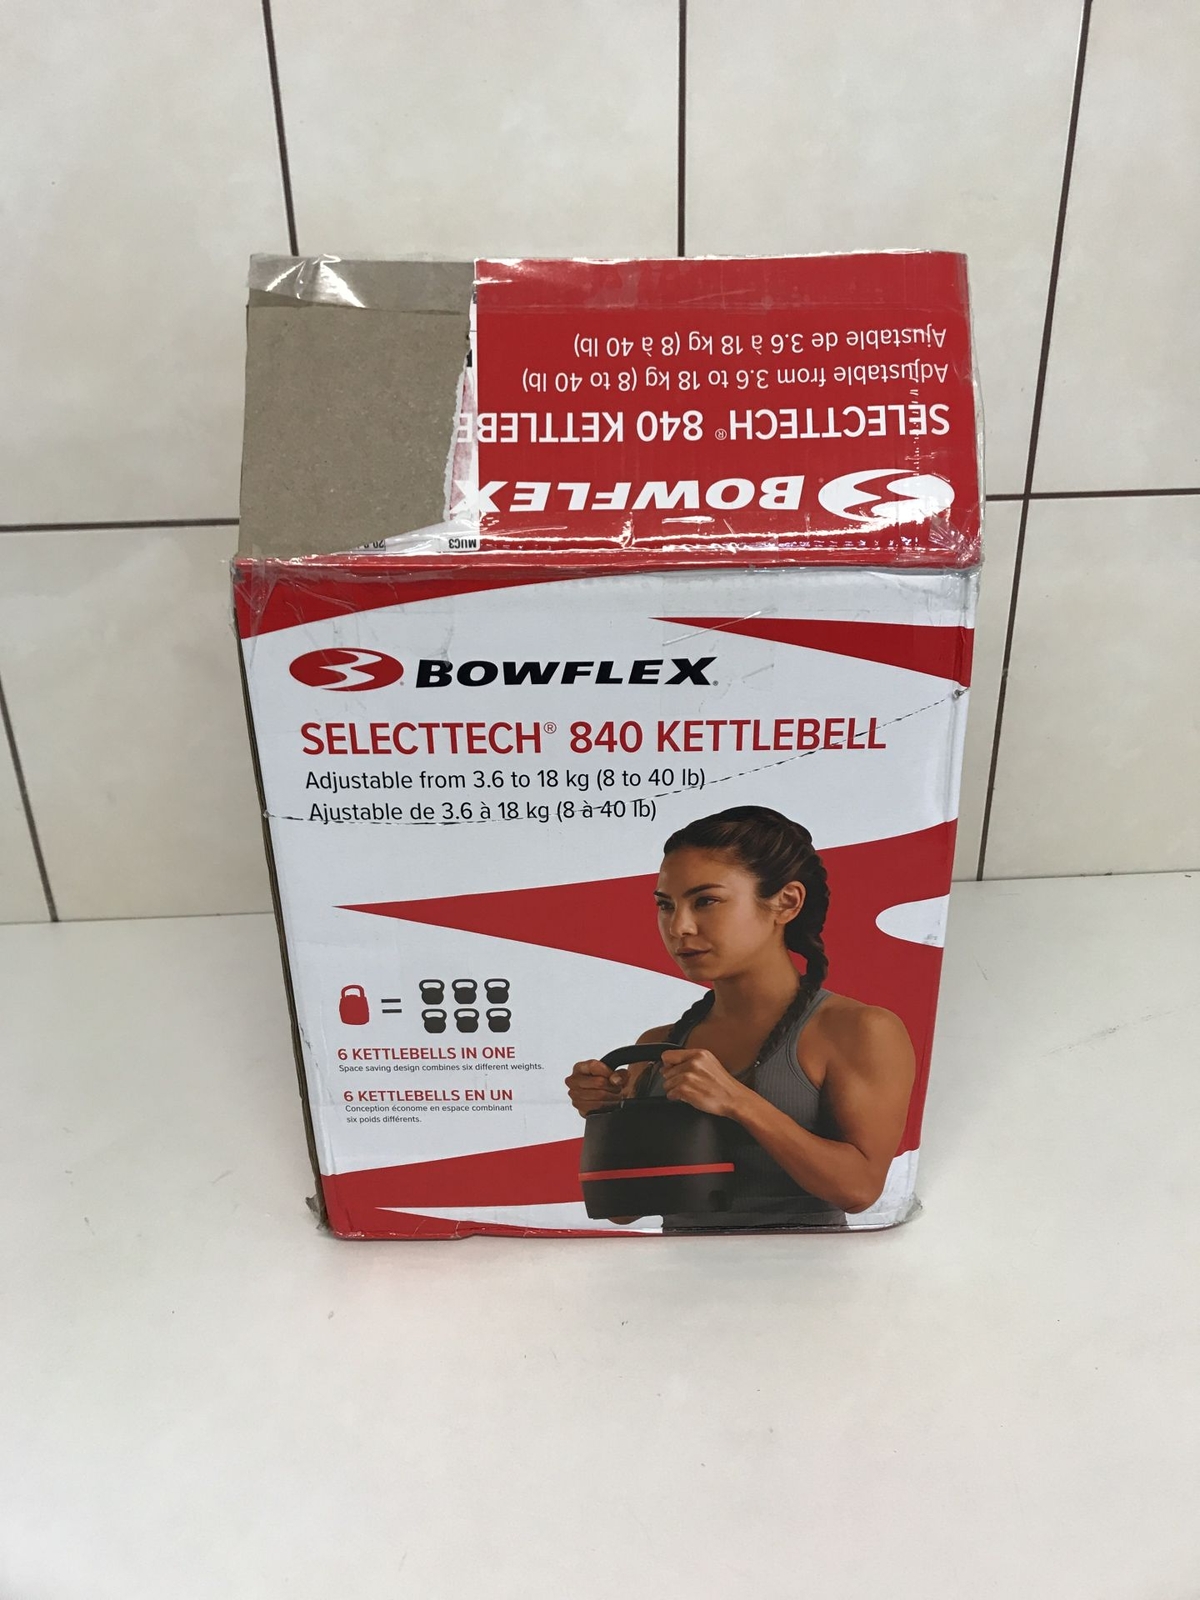 Ajustable de 3.6 à 18 kg (8 à 40 lb)
Adjustable from 3.6 to 18 kg (8 to 40 lb)
SELECTTECH® 840 KETTLEBE
BOWFLEX
MUC3
BOWFLEX®
SELECTTECH® 840 KETTLEBELL
Adjustable from 3.6 to 18 kg (8 to 40 lb)
Ajustable de 3.6 à 18 kg (8 à 40 lb)
=
6 KETTLEBELLS IN ONE
Space saving design combines six different weights.
6 KETTLEBELLS EN UN
Conception économe en espace combinant
six poids différents.